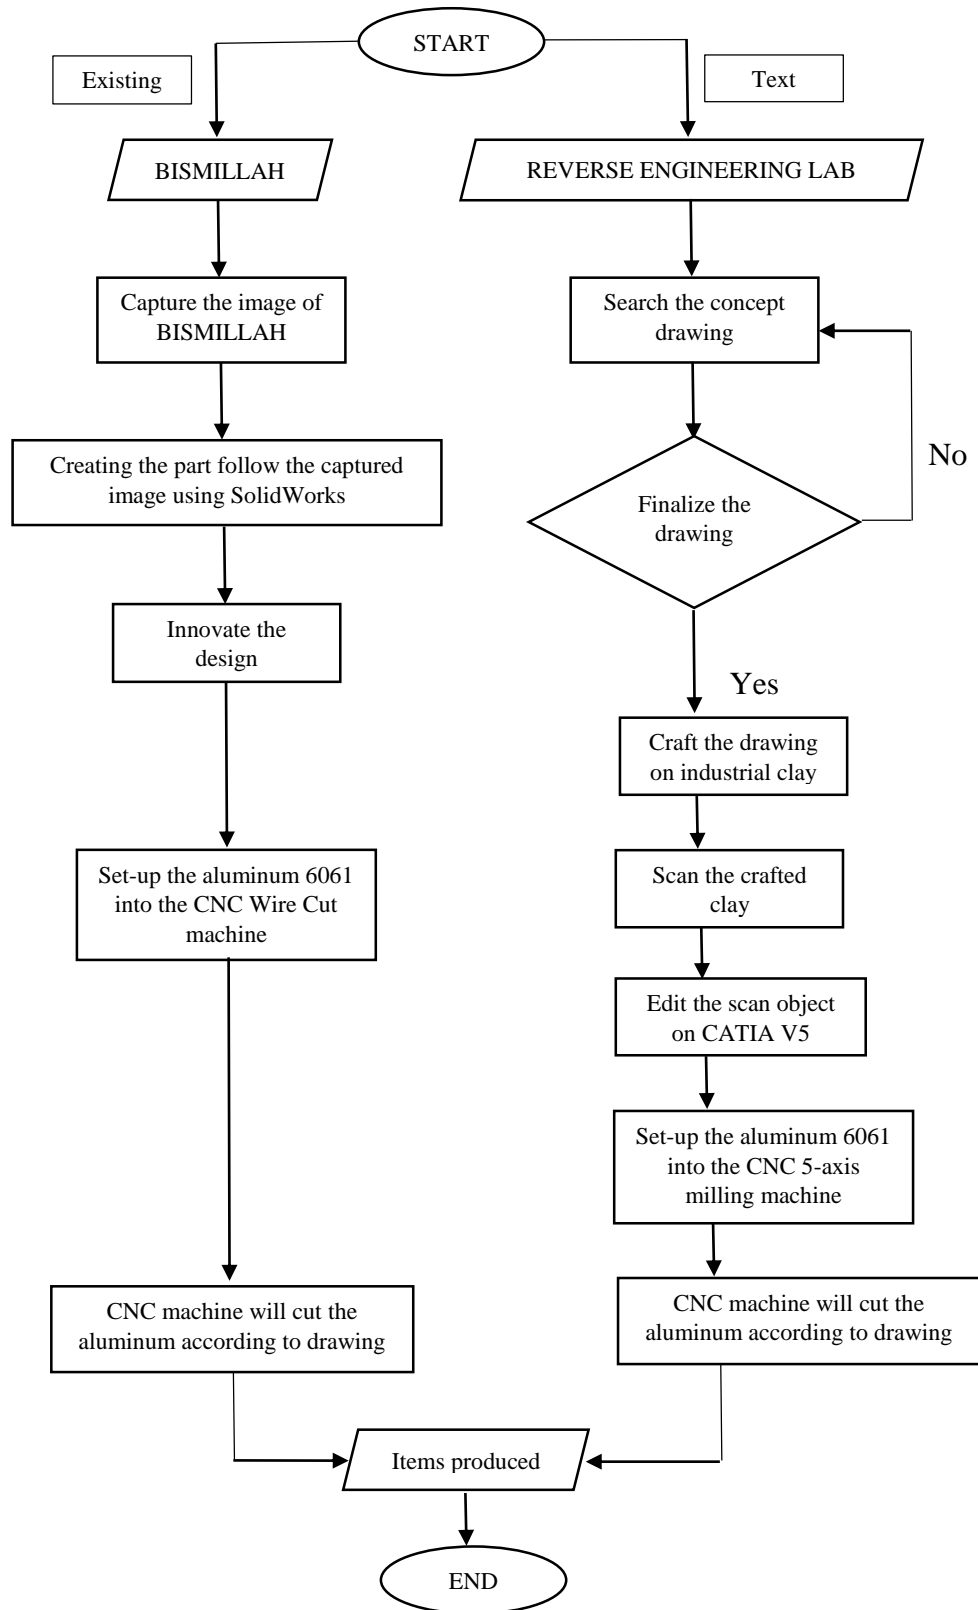 START
Existing
Text
BISMILLAH
REVERSE ENGINEERING LAB
Capture the image of
BISMILLAH
Search the concept
drawing
No
Creating the part follow the captured
image using SolidWorks
Finalize the
drawing
Innovate the
design
Yes
Craft the drawing
on industrial clay
Set-up the aluminum 6061
into the CNC Wire Cut
machine
Scan the crafted
clay
Edit the scan object
on CATIA V5
Set-up the aluminum 6061
into the CNC 5-axis
milling machine
CNC machine will cut the
aluminum according to drawing
CNC machine will cut the
aluminum according to drawing
Items produced
END